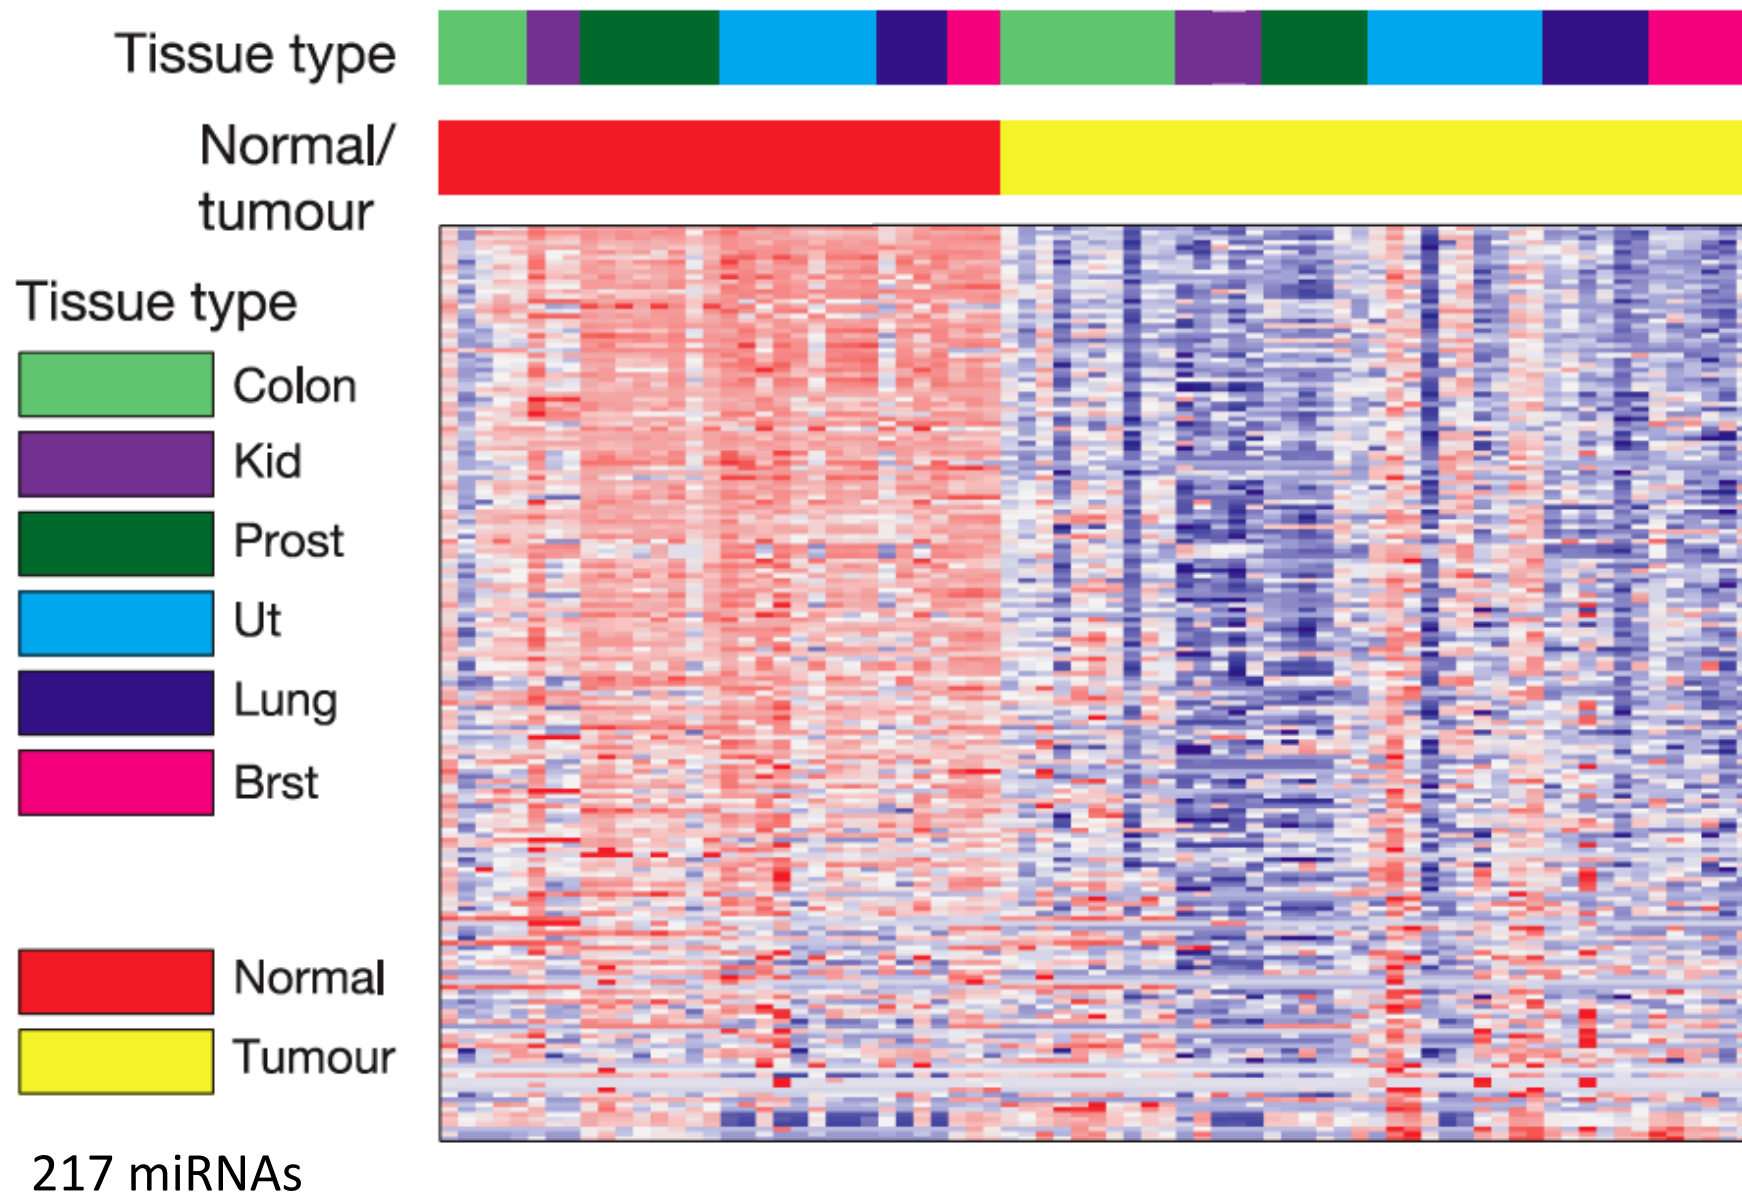 Tissue type
Normal/
tumour
Tissue type
Colon
Kid
Prost
Ut
Lung
Brst
Normal
Tumour
217 miRNAs